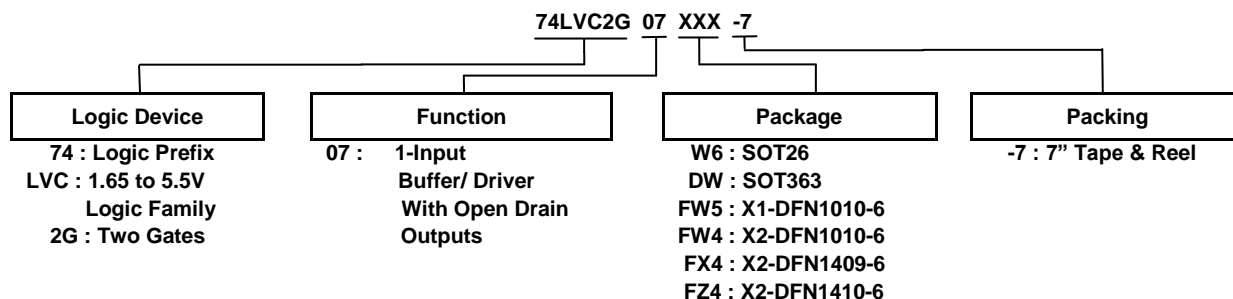 74LVC2G 07 XXX -7
Logic Device
74 : Logic Prefix
LVC : 1.65 to 5.5V
Logic Family
2G : Two Gates
Function
07 : 1-Input
Buffer/ Driver
With Open Drain
Outputs
Package
W6 : SOT26
DW : SOT363
FW5 : X1-DFN1010-6
FW4 : X2-DFN1010-6
FX4 : X2-DFN1409-6
FZ4 : X2-DFN1410-6
Packing
-7 : 7” Tape & Reel